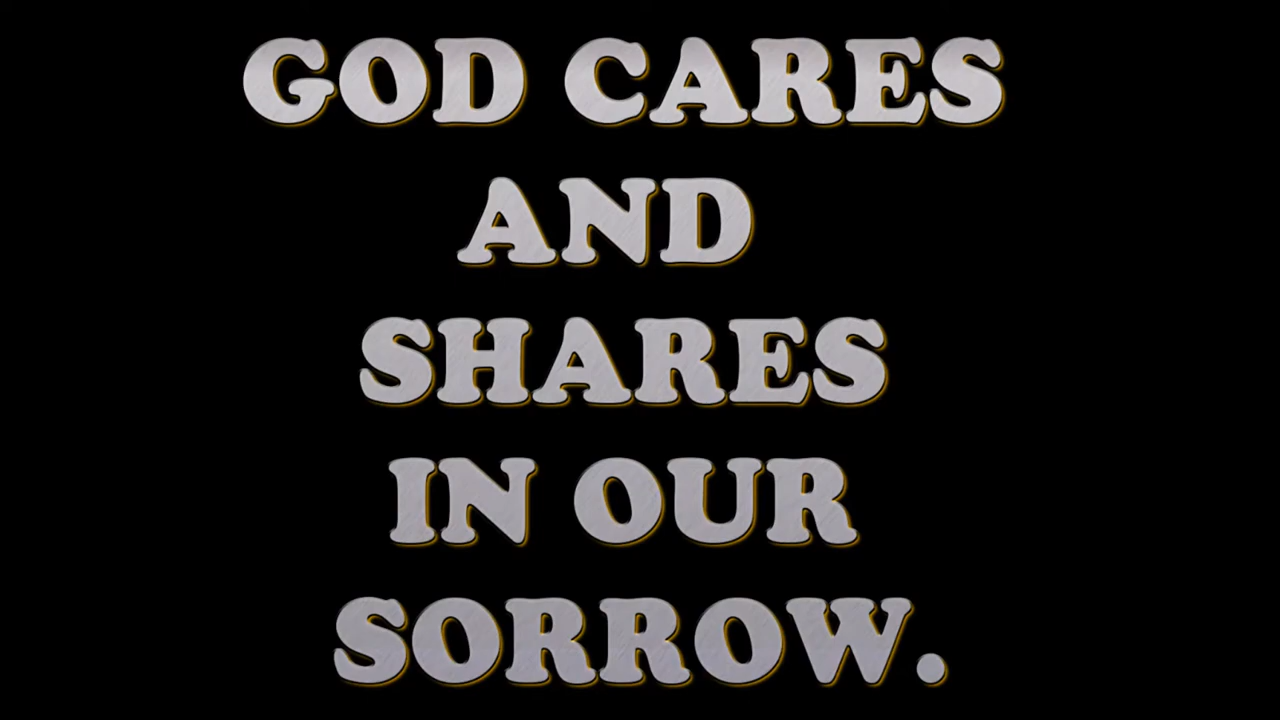 GOD CARES
AND
SHARES
IN OUR
SORROW.